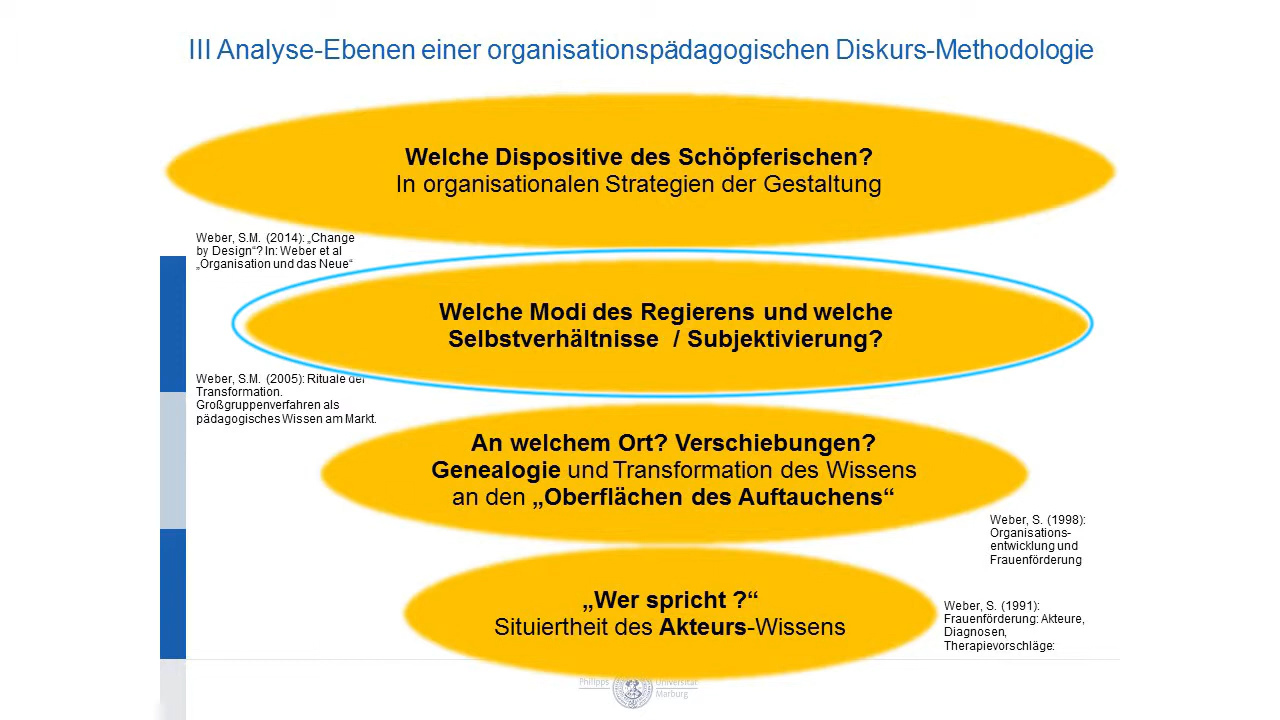 III Analyse-Ebenen einer organisationspädagogischen Diskurs-Methodologie
Welche Dispositive des Schöpferischen?
In organisationalen Strategien der Gestaltung
Weber, S.M. (2014): „Change
by Design“? In: Weber et al
„Organisation und das Neue“
Welche Modi des Regierens und welche
Selbstverhältnisse / Subjektivierung?
Weber, S.M. (2005): Rituale der
Transformation.
Großgruppenverfahren als
pädagogisches Wissen am Markt.
An welchem Ort? Verschiebungen?
Genealogie und Transformation des Wissens
an den „Oberflächen des Auftauchens“
Weber, S. (1998):
Organisations-
entwicklung und
Frauenförderung
„Wer spricht ?“
Situiertheit des Akteurs-Wissens
Weber, S. (1991):
Frauenförderung: Akteure,
Diagnosen,
Therapievorschläge:
Philipps Universität
Marburg